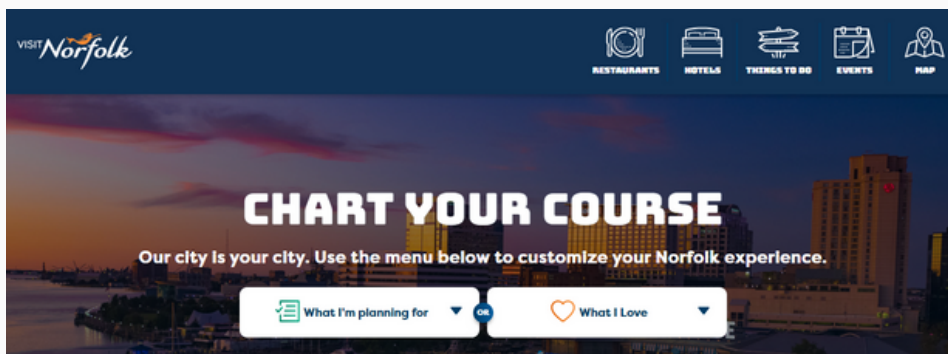 VISIT Norfolk
RESTAURANTS HOTELS THINGS TO DO EVENTS MAP
CHART YOUR COURSE
Our city is your city. Use the menu below to customize your Norfolk experience.
What I'm planning for OR What I Love